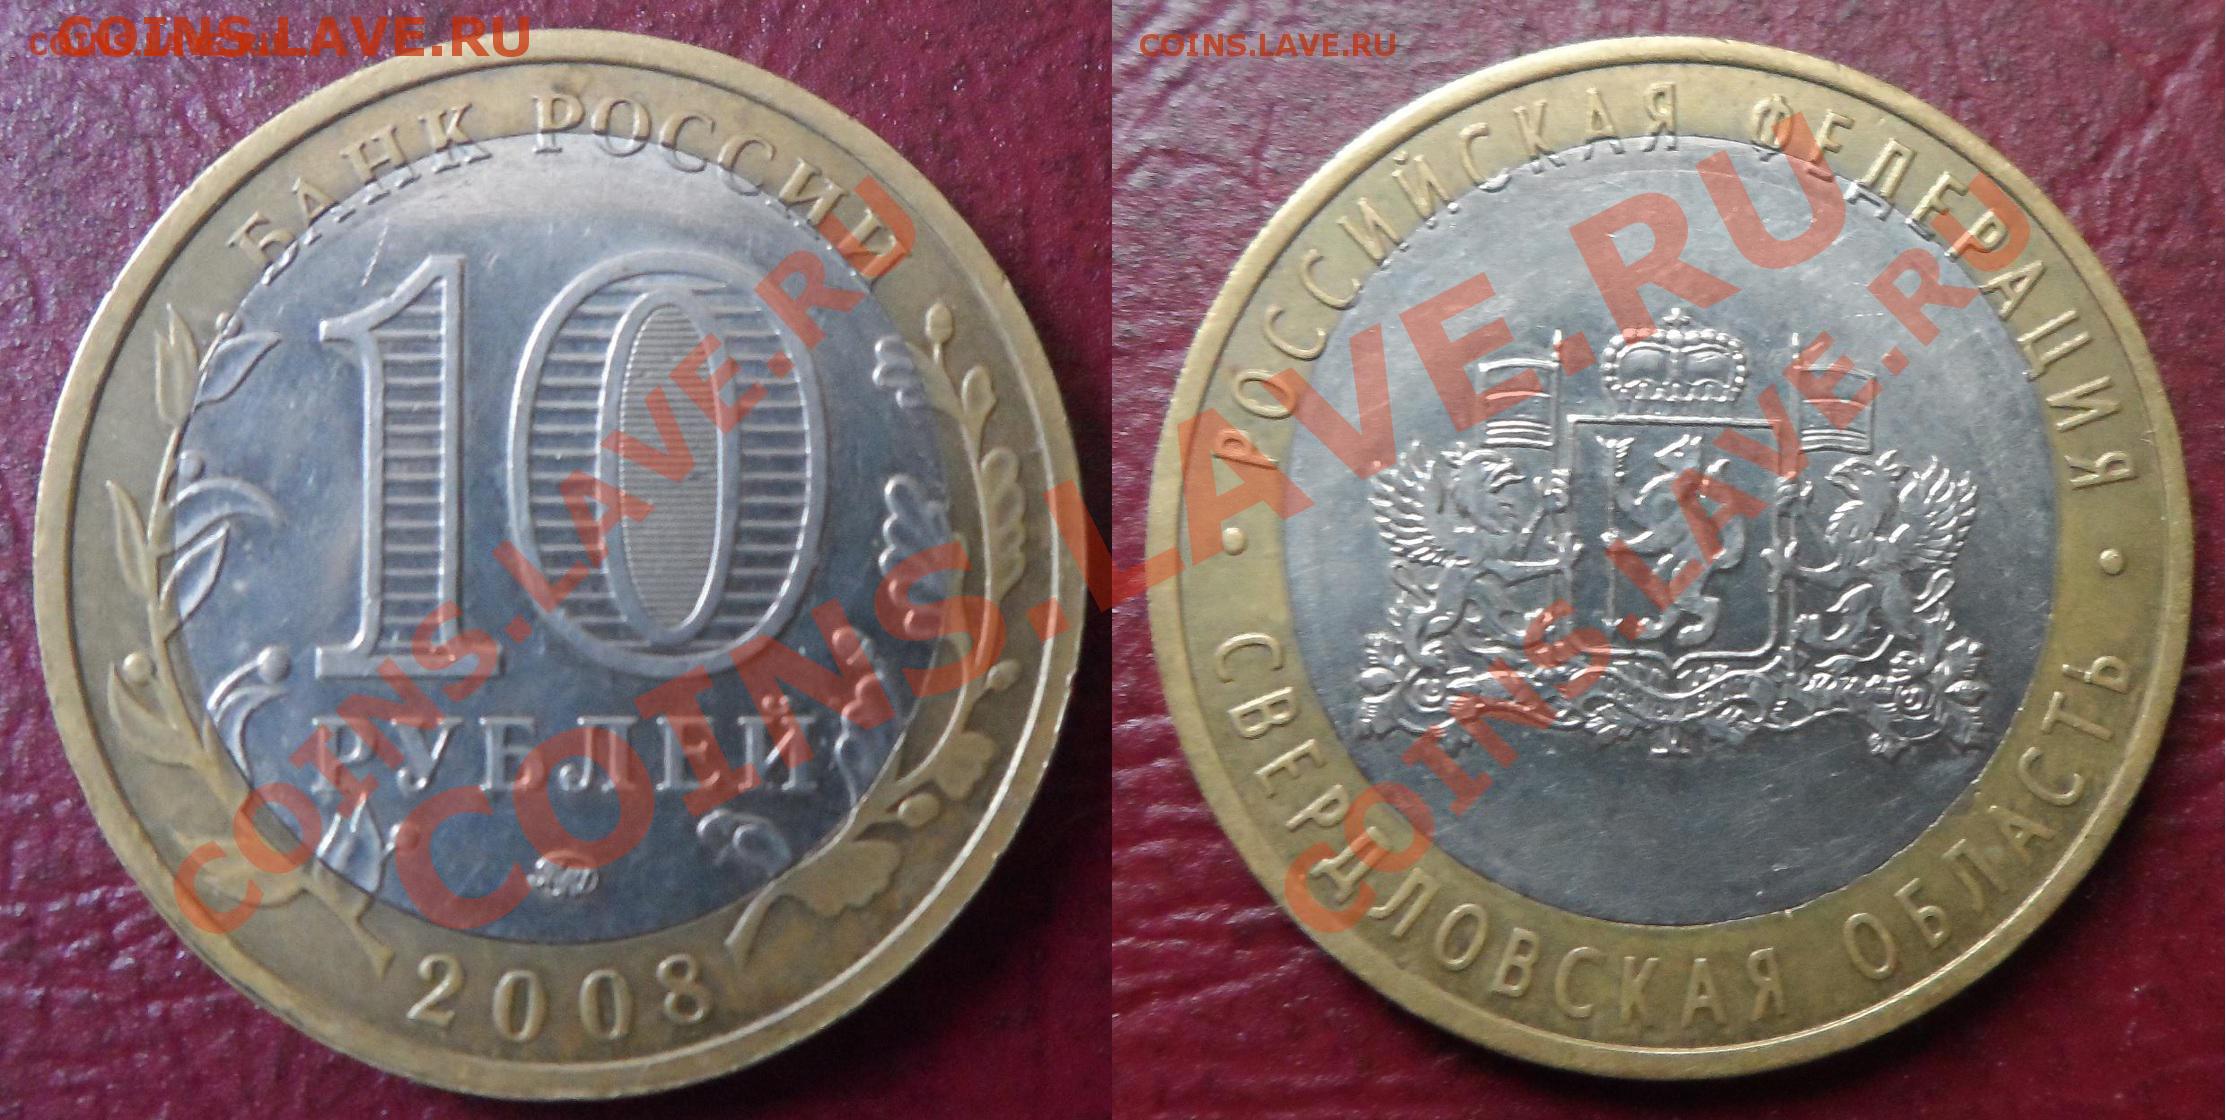 COINS.LAVE.RU
COINS.LAVE.RU
БАНК РОССИИ
10
РУБЛЕЙ
2008
COINS.LAVE.RU
COINS.LAVE.RU
COINS.LAVE.RU
РОССИЙСКАЯ ФЕДЕРАЦИЯ
СВЕРДЛОВСКАЯ ОБЛАСТЬ
COINS.LAVE.RU